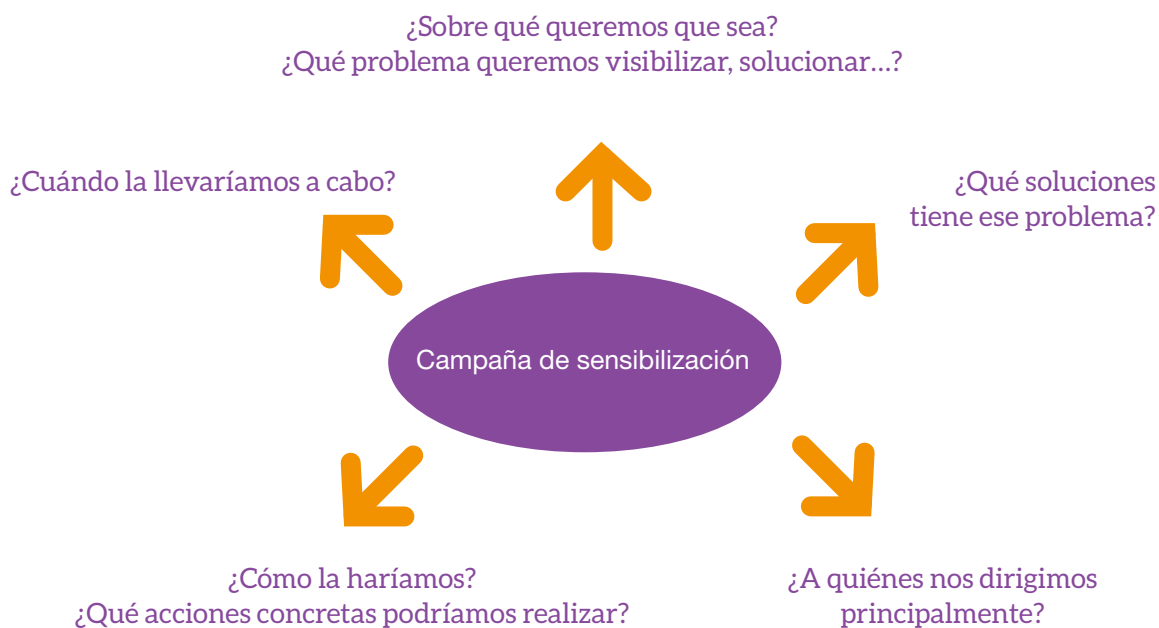 ¿Sobre qué queremos que sea?
¿Qué problema queremos visibilizar, solucionar...?
¿Cuándo la llevaríamos a cabo?
¿Qué soluciones
tiene ese problema?
Campaña de sensibilización
¿Cómo la haríamos?
¿Qué acciones concretas podríamos realizar?
¿A quiénes nos dirigimos
principalmente?